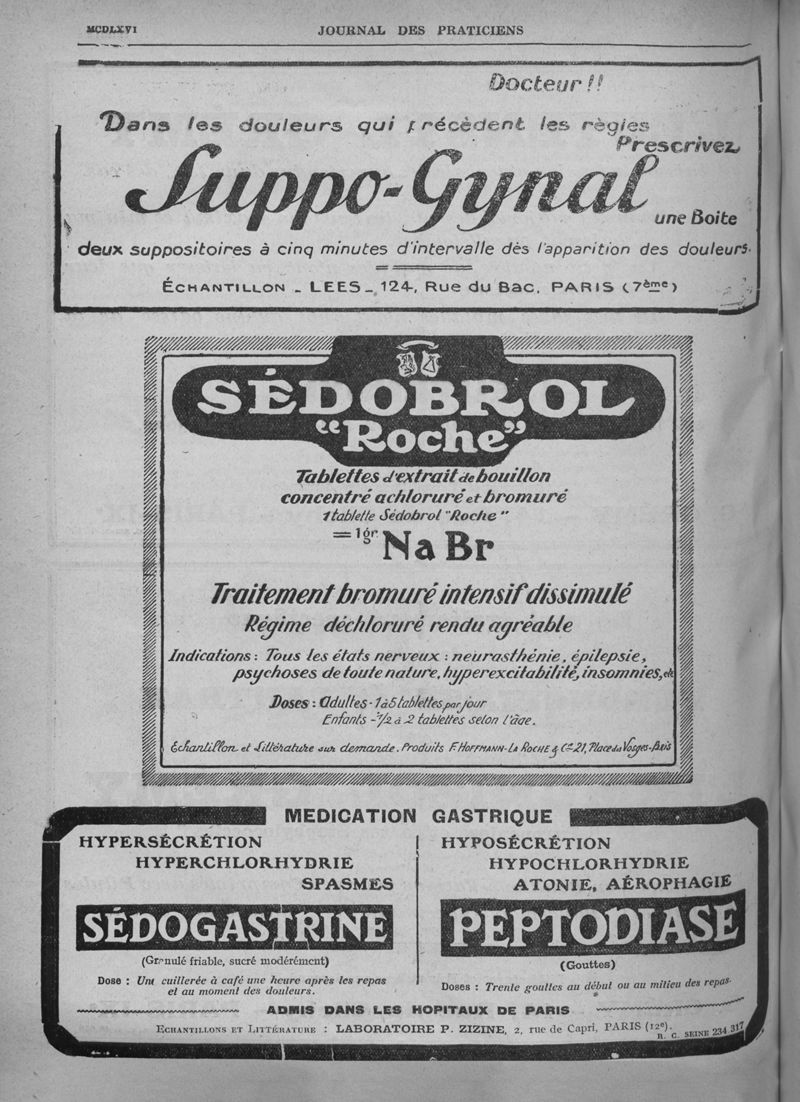 MCDLXVI
JOURNAL DES PRATICIENS
Docteur !!
Dans les douleurs qui précèdent les règles
Prescrivez
Suppo-Gynal
une Boite
deux suppositoires à cinq minutes d'intervalle dès l'apparition des douleurs.
ÉCHANTILLON - LEES - 124, Rue du Bac. PARIS (7ème)
SÉDOBROL
"Roche"
Tablettes d'extrait de bouillon
concentré achloruré et bromuré
1 tablette Sédobrol "Roche"
= 1gr. Na Br
Traitement bromuré intensif dissimulé
Régime déchloruré rendu agréable
Indications : Tous les états nerveux : neurasthénie, épilepsie,
psychoses de toute nature, hyperexcitabilité, insomnies, etc
Doses : Adultes - 1 à 5 tablettes par jour
Enfants - 1/2 à 2 tablettes selon l'âge.
Échantillon et Littérature sur demande. Produits F. HOFFMANN-LA ROCHE & Cie 21, Place des Vosges-Paris
MEDICATION GASTRIQUE
HYPERSÉCRÉTION
HYPERCHLORHYDRIE
SPASMES
SÉDOGASTRINE
(Granulé friable, sucré modérément)
Dose : Une cuillerée à café une heure après les repas
et au moment des douleurs.
HYPOSÉCRÉTION
HYPOCHLORHYDRIE
ATONIE, AÉROPHAGIE
PEPTODIASE
(Gouttes)
Doses : Trente gouttes au début ou au milieu des repas.
ADMIS DANS LES HOPITAUX DE PARIS
ECHANTILLONS ET LITTÉRATURE : LABORATOIRE P. ZIZINE, 2, rue de Capri, PARIS (12e).
R. C. SEINE 234.317